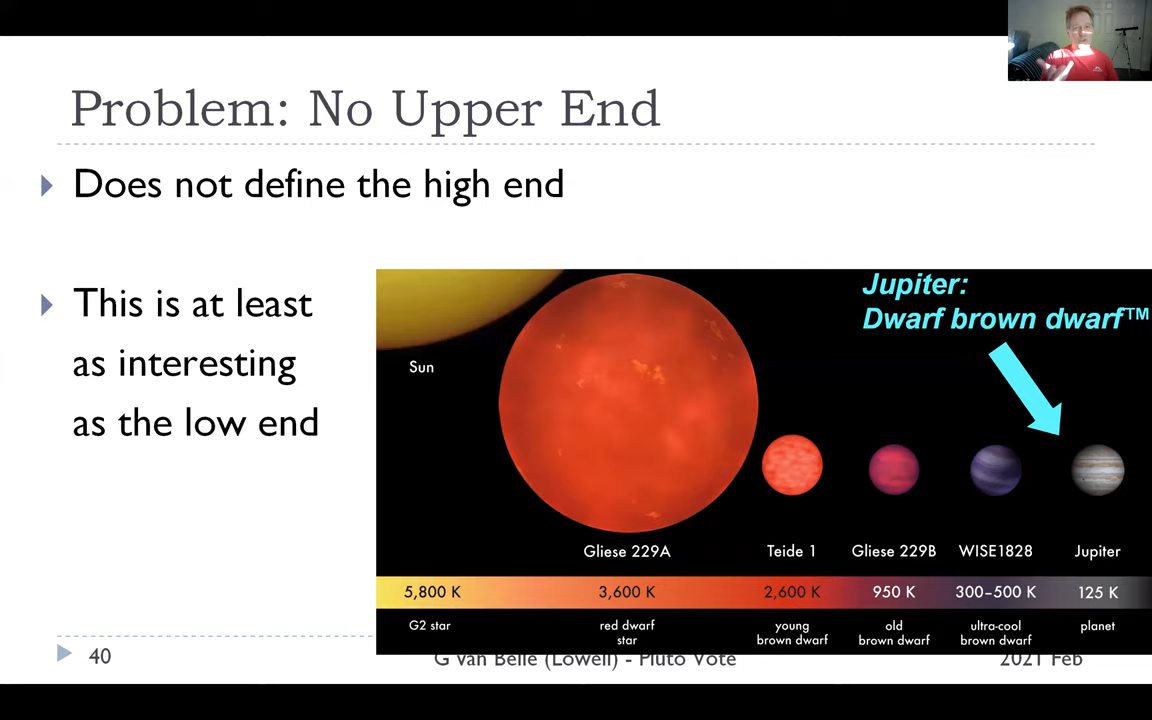 Problem: No Upper End
Does not define the high end
This is at least
as interesting
as the low end
Jupiter:
Dwarf brown dwarf™
Sun
Gliese 229A
Teide 1
Gliese 229B
WISE1828
Jupiter
5,800 K
3,600 K
2,600 K
950 K
300–500 K
125 K
G2 star
red dwarf
star
young
brown dwarf
old
brown dwarf
ultra-cool
brown dwarf
planet
40
G van Belle (Lowell) - Pluto Vote
2021 Feb